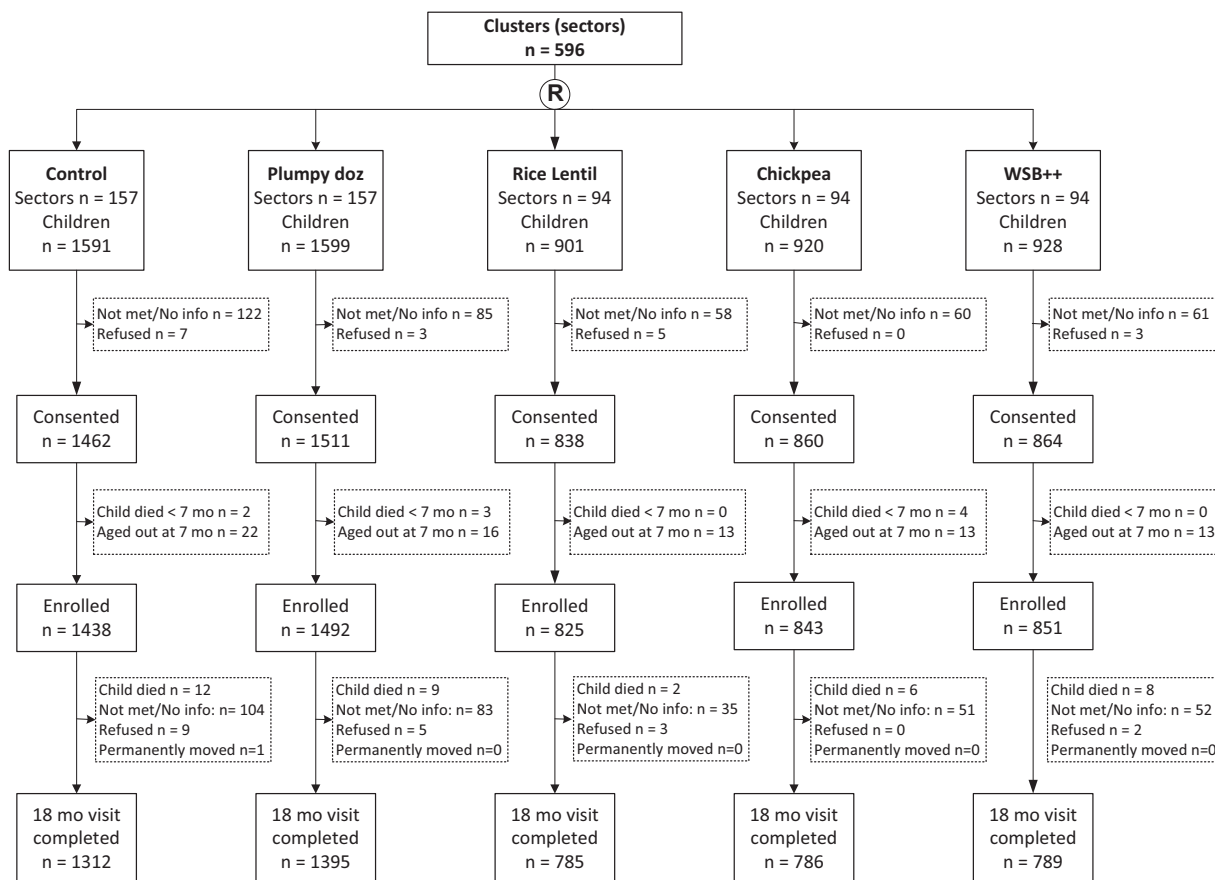 Clusters (sectors)
n = 596
R
Control
Sectors n = 157
Children
n = 1591
Plumpy doz
Sectors n = 157
Children
n = 1599
Rice Lentil
Sectors n = 94
Children
n = 901
Chickpea
Sectors n = 94
Children
n = 920
WSB++
Sectors n = 94
Children
n = 928
Not met/No info n = 122
Refused n = 7
Not met/No info n = 85
Refused n = 3
Not met/No info n = 58
Refused n = 5
Not met/No info n = 60
Refused n = 0
Not met/No info n = 61
Refused n = 3
Consented
n = 1462
Consented
n = 1511
Consented
n = 838
Consented
n = 860
Consented
n = 864
Child died < 7 mo n = 2
Aged out at 7 mo n = 22
Child died < 7 mo n = 3
Aged out at 7 mo n = 16
Child died < 7 mo n = 0
Aged out at 7 mo n = 13
Child died < 7 mo n = 4
Aged out at 7 mo n = 13
Child died < 7 mo n = 0
Aged out at 7 mo n = 13
Enrolled
n = 1438
Enrolled
n = 1492
Enrolled
n = 825
Enrolled
n = 843
Enrolled
n = 851
Child died n = 12
Not met/No info: n= 104
Refused n = 9
Permanently moved n=1
Child died n = 9
Not met/No info: n= 83
Refused n = 5
Permanently moved n=0
Child died n = 2
Not met/No info: n = 35
Refused n = 3
Permanently moved n=0
Child died n = 6
Not met/No info: n = 51
Refused n = 0
Permanently moved n=0
Child died n = 8
Not met/No info: n = 52
Refused n = 2
Permanently moved n=0
18 mo visit
completed
n = 1312
18 mo visit
completed
n = 1395
18 mo visit
completed
n = 785
18 mo visit
completed
n = 786
18 mo visit
completed
n = 789